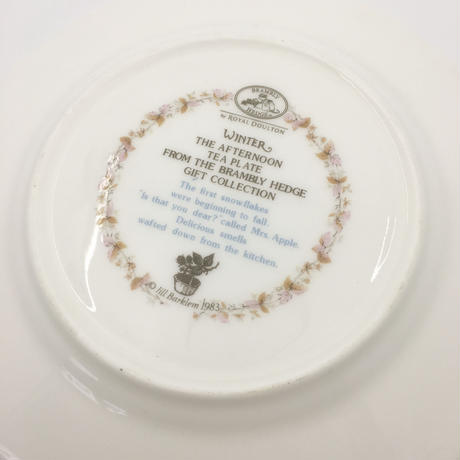 BRAMBLY
HEDGE
by ROYAL DOULTON
WINTER
THE AFTERNOON
TEA PLATE
FROM THE BRAMBLY HEDGE
GIFT COLLECTION
The first snowflakes
were beginning to fall.
"Is that you dear?" called Mrs. Apple.
Delicious smells
wafted down from the kitchen.
© Jill Barklem 1983